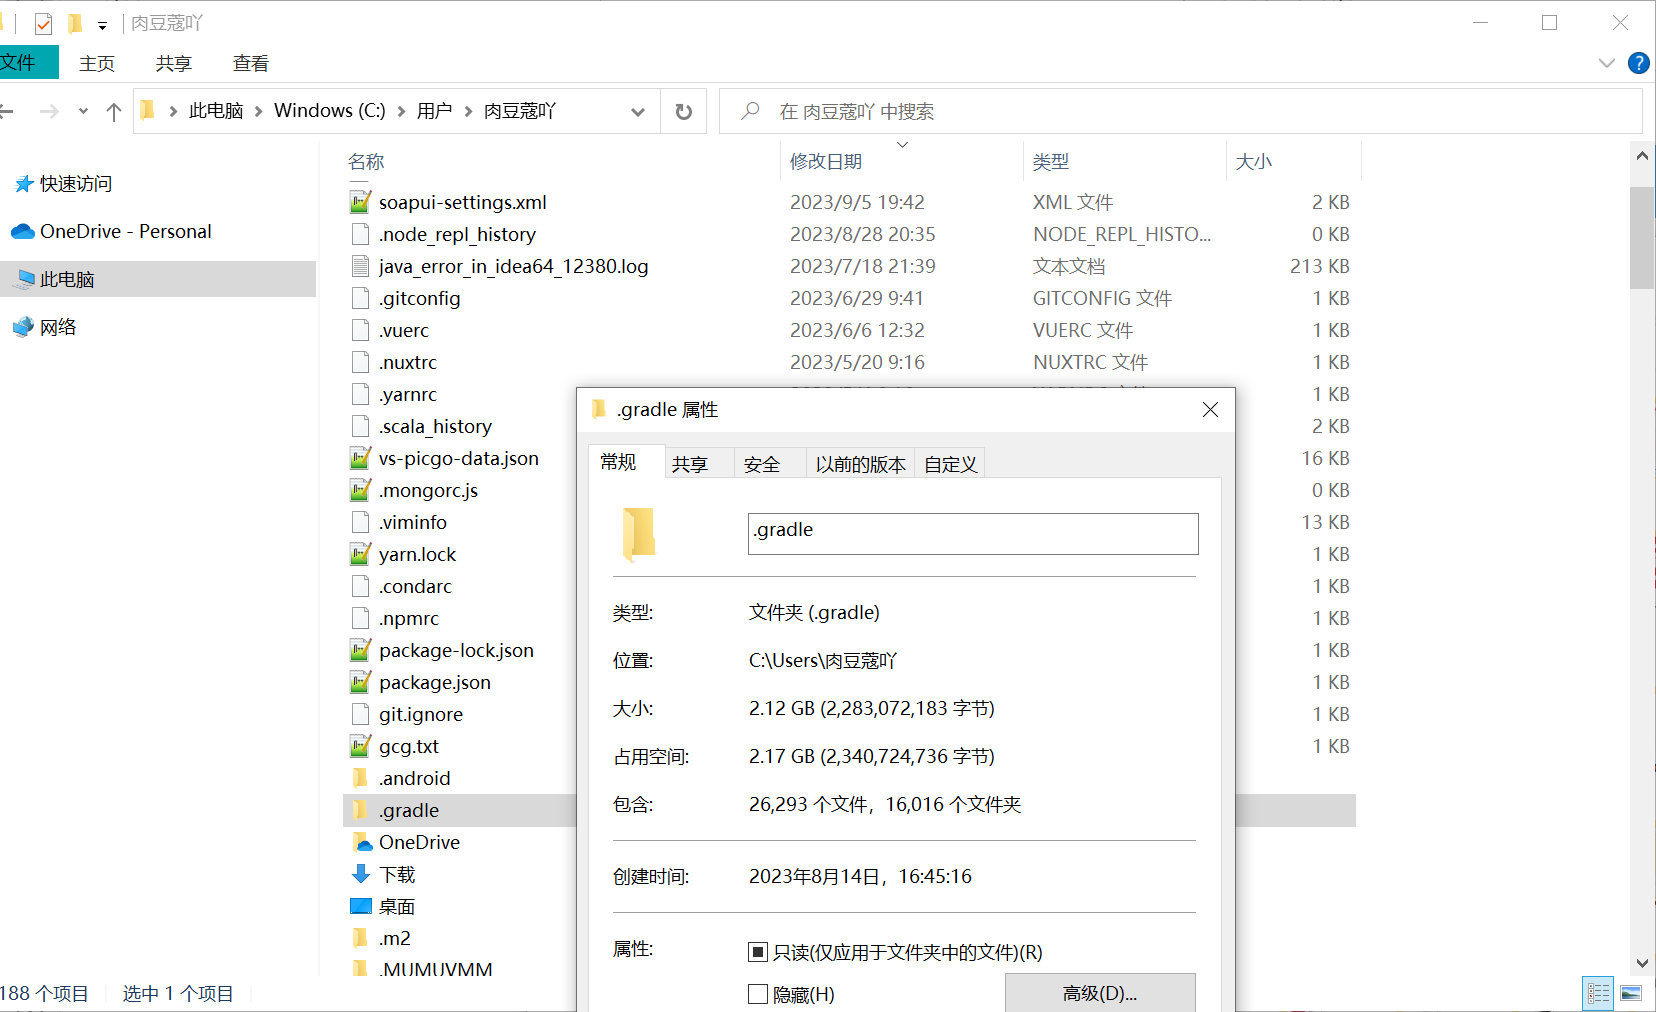 肉豆蔻吖
文件 主页 共享 查看
此电脑 Windows (C:) 用户 肉豆蔻吖 在 肉豆蔻吖 中搜索
快速访问
OneDrive - Personal
此电脑
网络
名称 修改日期 类型 大小
soapui-settings.xml 2023/9/5 19:42 XML 文件 2 KB
.node_repl_history 2023/8/28 20:35 NODE_REPL_HISTO... 0 KB
java_error_in_idea64_12380.log 2023/7/18 21:39 文本文档 213 KB
.gitconfig 2023/6/29 9:41 GITCONFIG 文件 1 KB
.vuerc 2023/6/6 12:32 VUERC 文件 1 KB
.nuxtrc 2023/5/20 9:16 NUXTRC 文件 1 KB
.yarnrc 1 KB
.scala_history 2 KB
vs-picgo-data.json 16 KB
.mongorc.js 0 KB
.viminfo 13 KB
yarn.lock 1 KB
.condarc 1 KB
.npmrc 1 KB
package-lock.json 1 KB
package.json 1 KB
git.ignore 1 KB
gcg.txt 1 KB
.android
.gradle
OneDrive
下载
桌面
.m2
.MUMUVMM
188 个项目 选中 1 个项目
.gradle 属性
常规 共享 安全 以前的版本 自定义
.gradle
类型: 文件夹 (.gradle)
位置: C:\Users\肉豆蔻吖
大小: 2.12 GB (2,283,072,183 字节)
占用空间: 2.17 GB (2,340,724,736 字节)
包含: 26,293 个文件，16,016 个文件夹
创建时间: 2023年8月14日，16:45:16
属性: 只读(仅应用于文件夹中的文件)(R)
隐藏(H) 高级(D)...